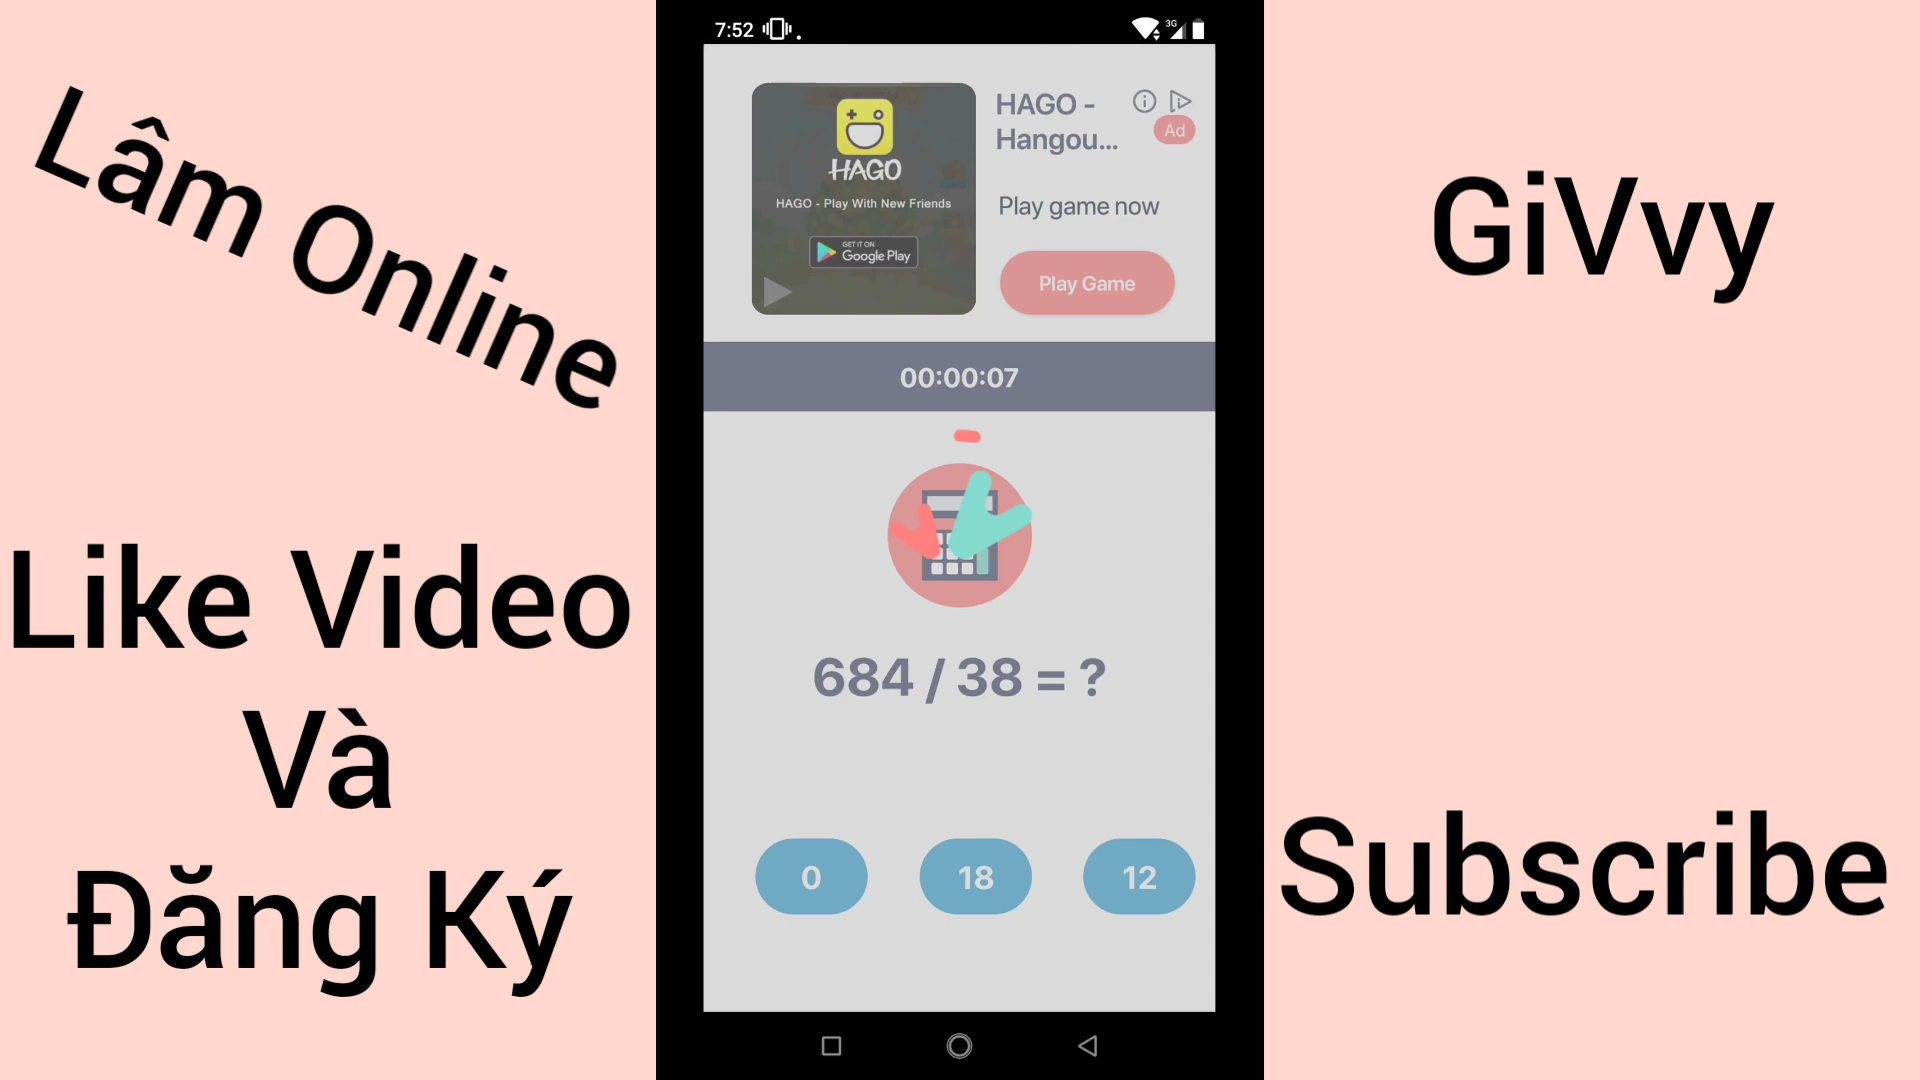 Lâm Online
Like Video
Và
Đăng Ký
7:52
3G
HAGO
HAGO - Play With New Friends
GET IT ON
Google Play
HAGO -
Hangou...
Ad
Play game now
Play Game
00:00:07
684 / 38 = ?
0
18
12
GiVvy
Subscribe